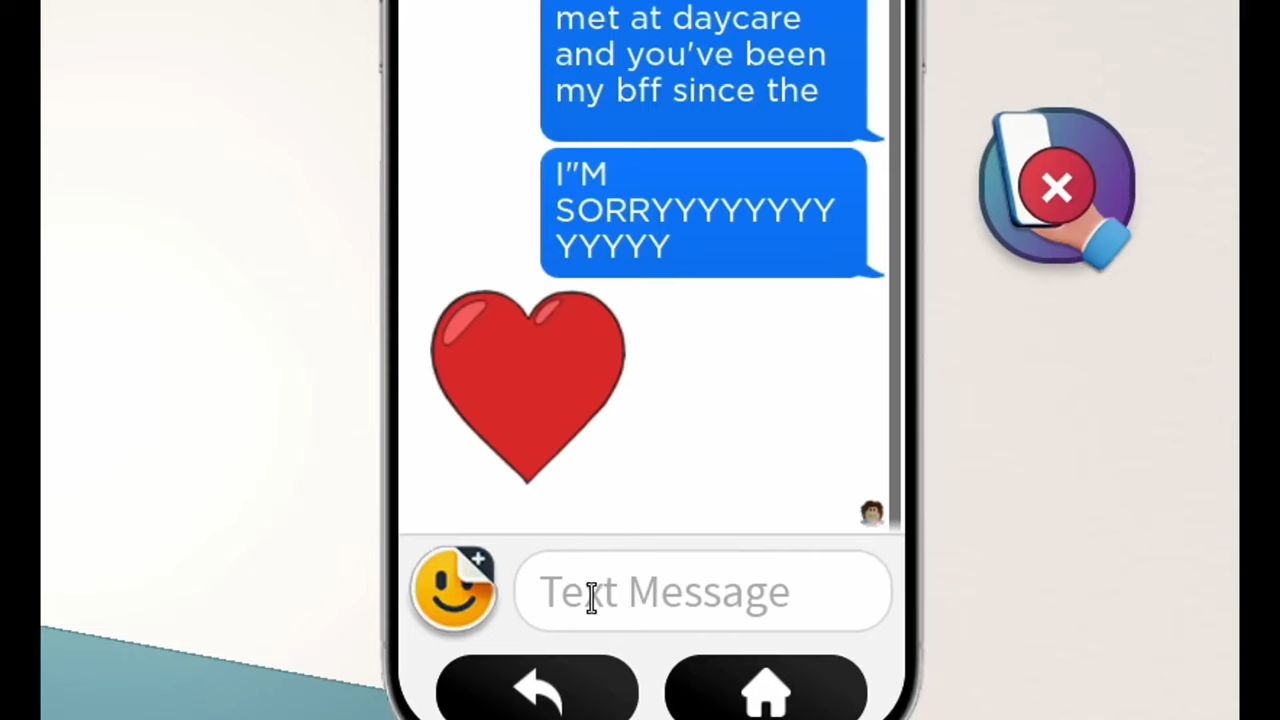 met at daycare
and you've been
my bff since the
I"M
SORRYYYYYYYY
YYYYY
Text Message